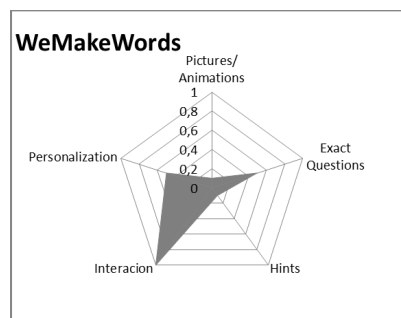 WeMakeWords
Pictures/
Animations
1
0,8
0,6
0,4
0,2
0
Exact
Questions
Personalization
Interacion
Hints